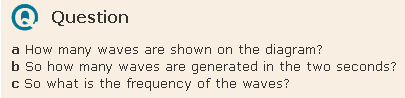 Question
a How many waves are shown on the diagram?
b So how many waves are generated in the two seconds?
c So what is the frequency of the waves?